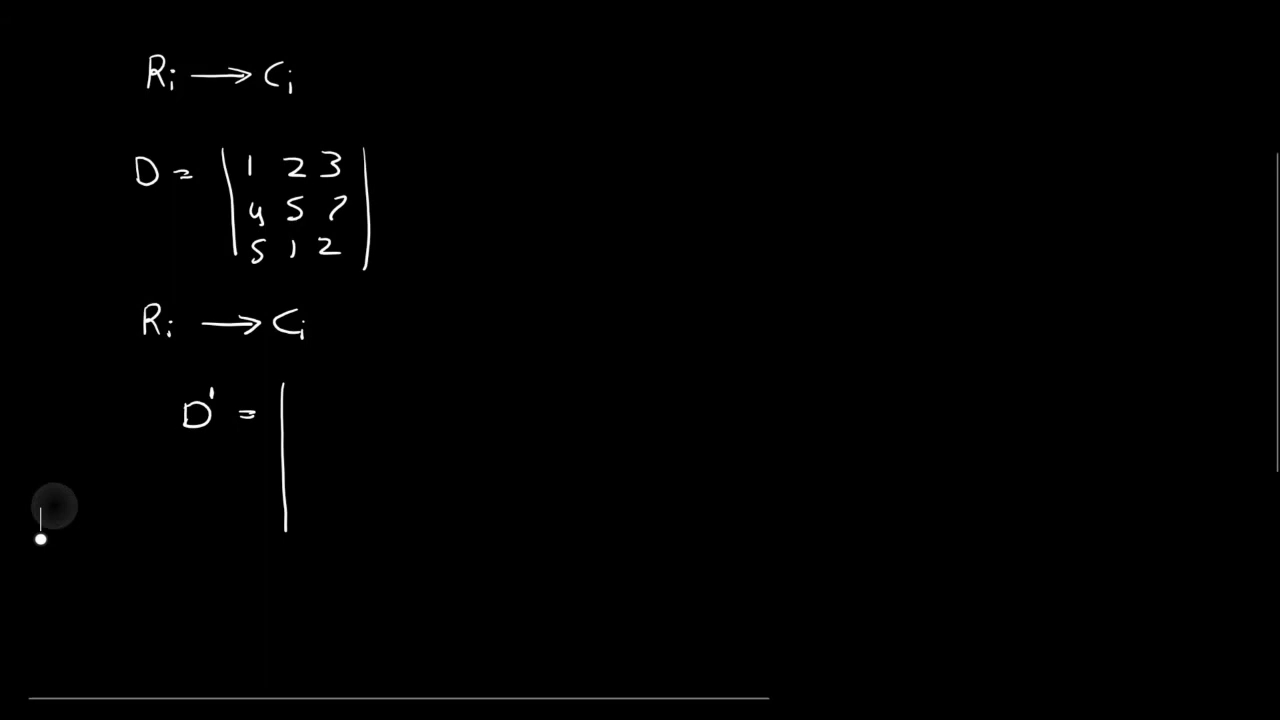 Ri → Ci
D = | 1 2 3 |
| 4 5 7 |
| 5 1 2 |
Ri → Ci
D' = |